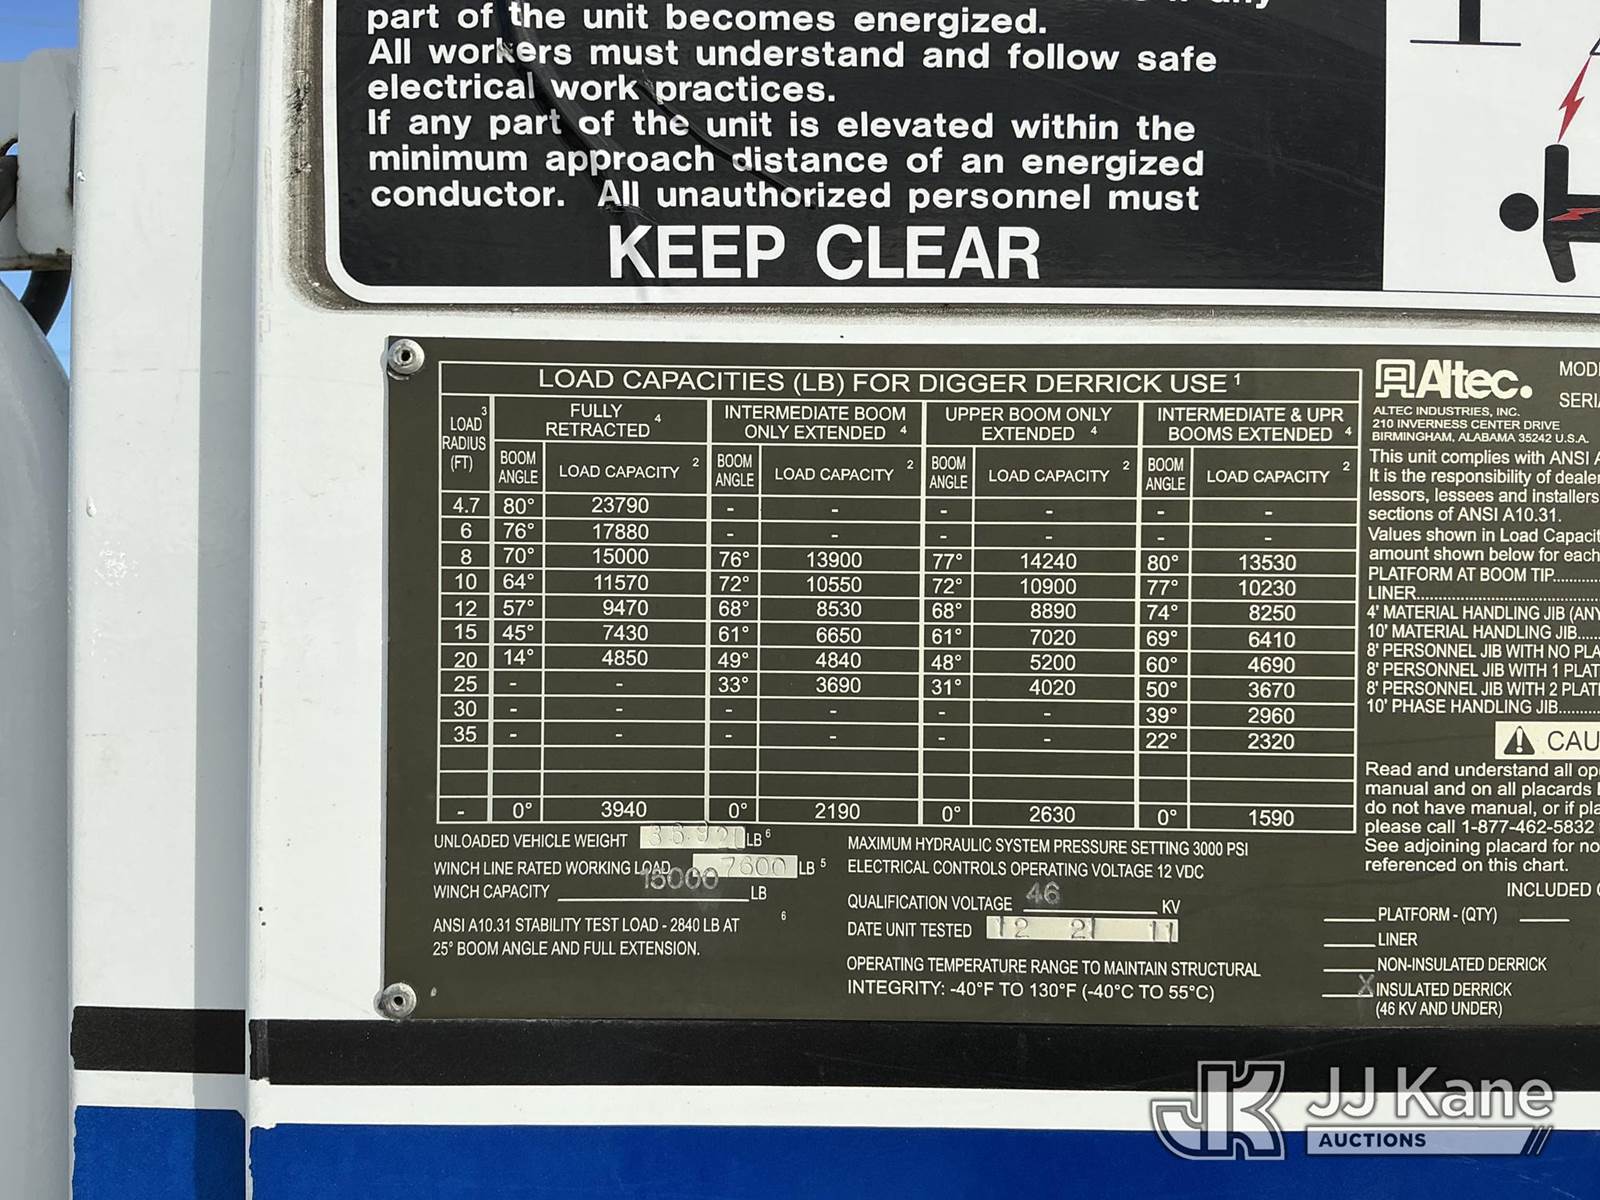 part of the unit becomes energized.
All workers must understand and follow safe
electrical work practices.
If any part of the unit is elevated within the
minimum approach distance of an energized
conductor. All unauthorized personnel must
KEEP CLEAR
LOAD CAPACITIES (LB) FOR DIGGER DERRICK USE 1
LOAD 3 RADIUS (FT) FULLY RETRACTED 4 INTERMEDIATE BOOM ONLY EXTENDED 4 UPPER BOOM ONLY EXTENDED 4 INTERMEDIATE & UPR BOOMS EXTENDED 4
BOOM ANGLE LOAD CAPACITY 2 BOOM ANGLE LOAD CAPACITY 2 BOOM ANGLE LOAD CAPACITY 2 BOOM ANGLE LOAD CAPACITY 2
4.7 80° 23790 - - - - - -
6 76° 17880 - - - - - -
8 70° 15000 76° 13900 77° 14240 80° 13530
10 64° 11570 72° 10550 72° 10900 77° 10230
12 57° 9470 68° 8530 68° 8890 74° 8250
15 45° 7430 61° 6650 61° 7020 69° 6410
20 14° 4850 49° 4840 48° 5200 60° 4690
25 - - 33° 3690 31° 4020 50° 3670
30 - - - - - - 39° 2960
35 - - - - - - 22° 2320
- 0° 3940 0° 2190 0° 2630 0° 1590
UNLOADED VEHICLE WEIGHT LB 6
WINCH LINE RATED WORKING LOAD 7600 LB 5
WINCH CAPACITY 15000 LB
ANSI A10.31 STABILITY TEST LOAD - 2840 LB AT 6
25° BOOM ANGLE AND FULL EXTENSION.
MAXIMUM HYDRAULIC SYSTEM PRESSURE SETTING 3000 PSI
ELECTRICAL CONTROLS OPERATING VOLTAGE 12 VDC
QUALIFICATION VOLTAGE 46 KV
DATE UNIT TESTED 12 21 11
OPERATING TEMPERATURE RANGE TO MAINTAIN STRUCTURAL
INTEGRITY: -40°F TO 130°F (-40°C TO 55°C)
Altec.
ALTEC INDUSTRIES, INC.
210 INVERNESS CENTER DRIVE
BIRMINGHAM, ALABAMA 35242 U.S.A.
This unit complies with ANSI
It is the responsibility of
lessors, lessees and installers
sections of ANSI A10.31.
Values shown in Load
amount shown below for each
PLATFORM AT BOOM TIP
LINER
4' MATERIAL HANDLING JIB
10' MATERIAL HANDLING JIB
8' PERSONNEL JIB WITH NO
8' PERSONNEL JIB WITH 1
8' PERSONNEL JIB WITH 2
10' PHASE HANDLING JIB
Read and understand all
manual and on all placards
do not have manual, or if
please call 1-877-462-5832
See adjoining placard for
referenced on this chart.
INCLUDED
PLATFORM - (QTY)
LINER
NON-INSULATED DERRICK
X INSULATED DERRICK
(46 KV AND UNDER)
JK JJ Kane
AUCTIONS